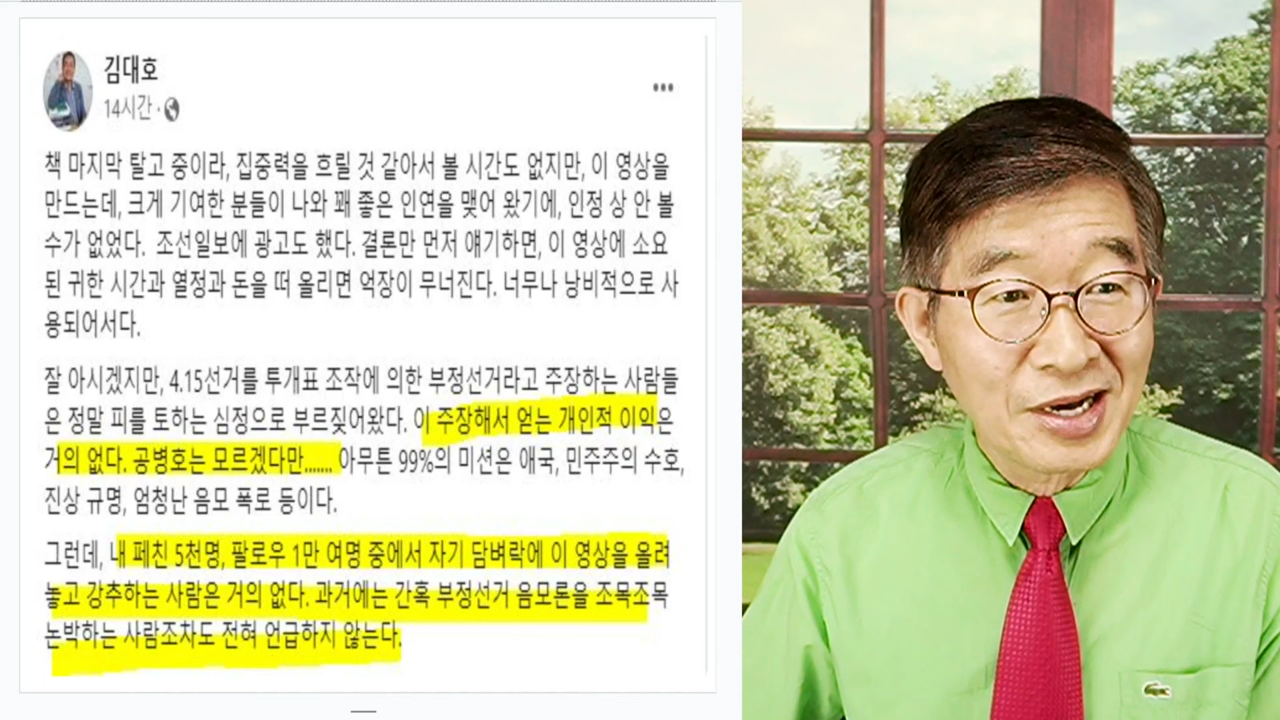 김대호
14시간 ·
책 마지막 탈고 중이라, 집중력을 흐릴 것 같아서 볼 시간도 없지만, 이 영상을
만드는데, 크게 기여한 분들이 나와 꽤 좋은 인연을 맺어 왔기에, 인정 상 안 볼
수가 없었다. 조선일보에 광고도 했다. 결론만 먼저 얘기하면, 이 영상에 소요
된 귀한 시간과 열정과 돈을 떠 올리면 억장이 무너진다. 너무나 낭비적으로 사
용되어서다.
잘 아시겠지만, 4.15선거를 투개표 조작에 의한 부정선거라고 주장하는 사람들
은 정말 피를 토하는 심정으로 부르짖어왔다. 이 주장해서 얻는 개인적 이익은
거의 없다. 공병호는 모르겠다만....... 아무튼 99%의 미션은 애국, 민주주의 수호,
진상 규명, 엄청난 음모 폭로 등이다.
그런데, 내 페친 5천명, 팔로우 1만 여명 중에서 자기 담벼락에 이 영상을 올려
놓고 강추하는 사람은 거의 없다. 과거에는 간혹 부정선거 음모론을 조목조목
논박하는 사람조차도 전혀 언급하지 않는다.